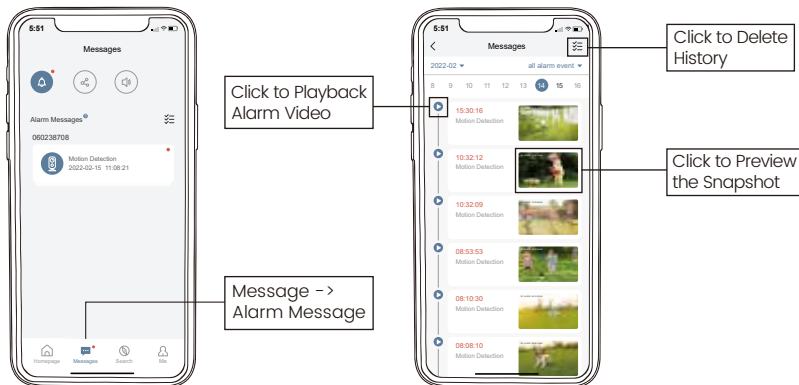 5:51
Messages
Alarm Messages
060238708
Motion Detection
2022-02-15 11:08:21
Homepage Messages Search Me
Click to Playback
Alarm Video
Message ->
Alarm Message
5:51
Messages
2022-02 all alarm event
8 9 10 11 12 13 14 15 16
15:30:16
Motion Detection
10:32:12
Motion Detection
10:32:09
Motion Detection
08:53:53
Motion Detection
08:10:30
Motion Detection
08:08:10
Motion Detection
Click to Delete
History
Click to Preview
the Snapshot